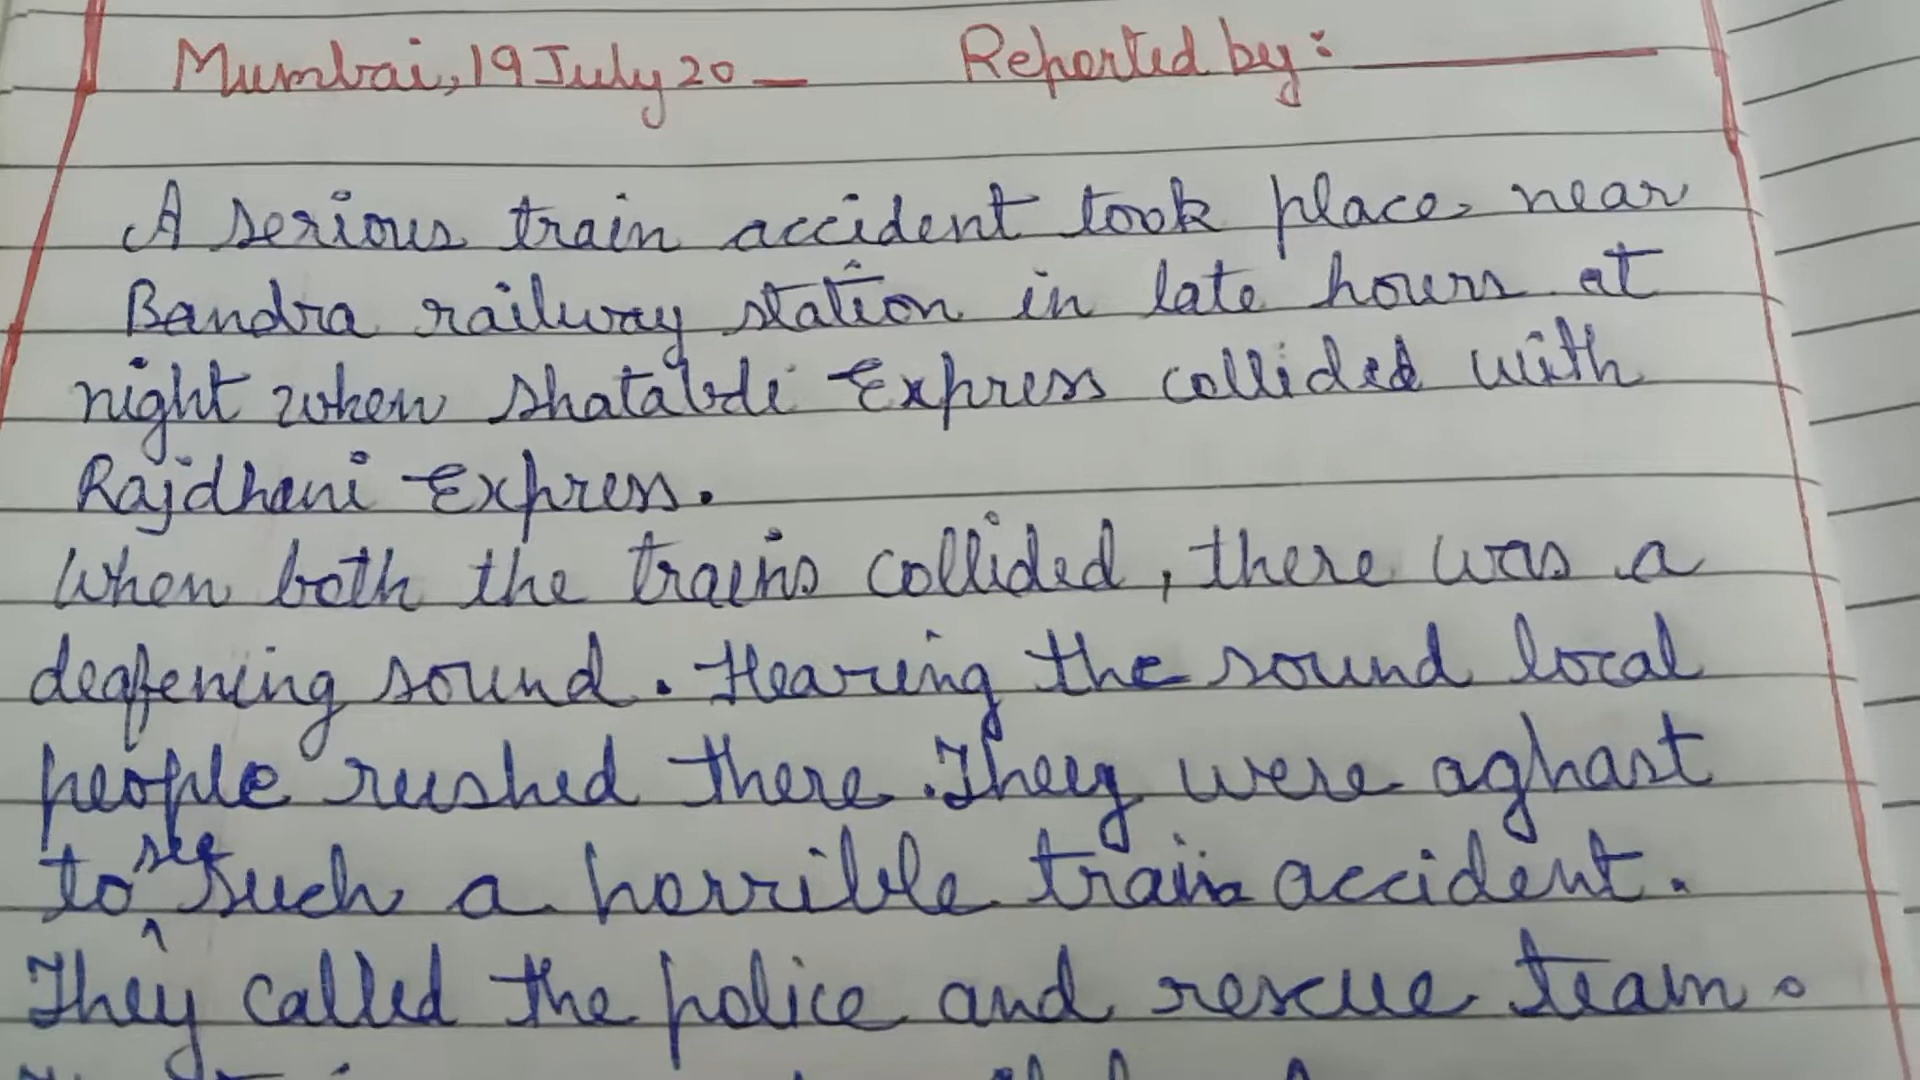 Mumbai, 19 July 20 _ Reported by: ________
A serious train accident took place near
Bandra railway station in late hours at
night when Shatabdi Express collided with
Rajdhani Express.
When both the trains collided, there was a
deafening sound. Hearing the sound local
people rushed there. They were aghast
to see such a horrible train accident.
They called the police and rescue team.